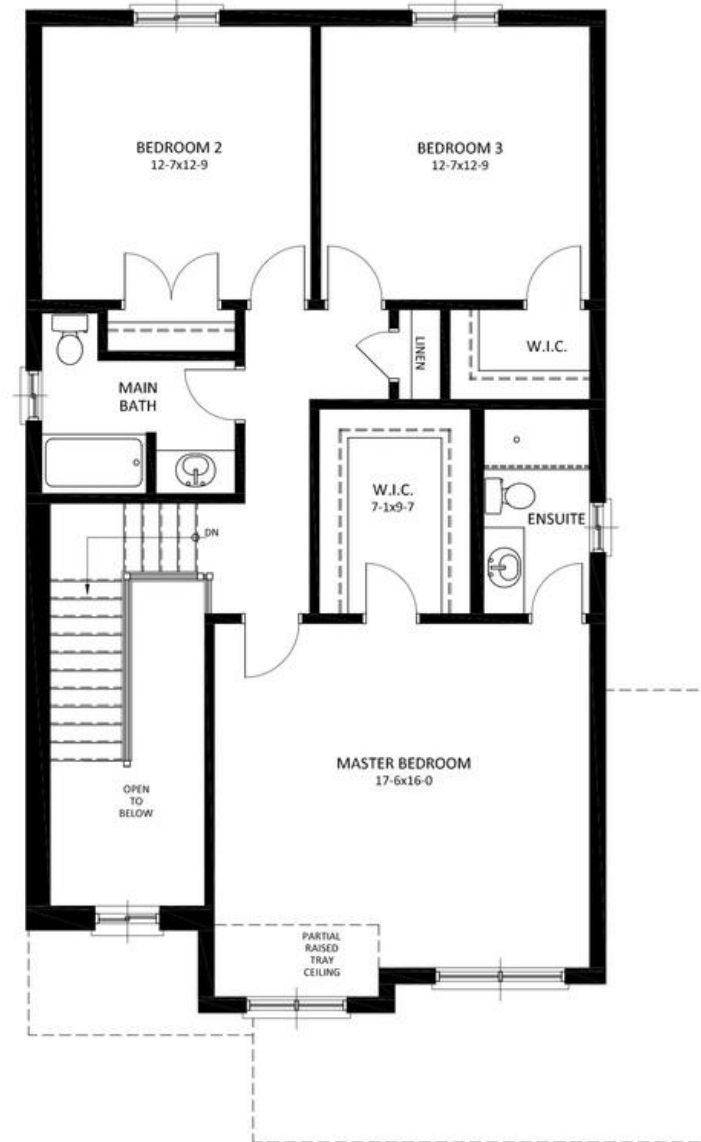 BEDROOM 2
12-7x12-9
BEDROOM 3
12-7x12-9
LINEN
W.I.C.
MAIN
BATH
W.I.C.
7-1x9-7
ENSUITE
DN
MASTER BEDROOM
17-6x16-0
OPEN
TO
BELOW
PARTIAL
RAISED
TRAY
CEILING